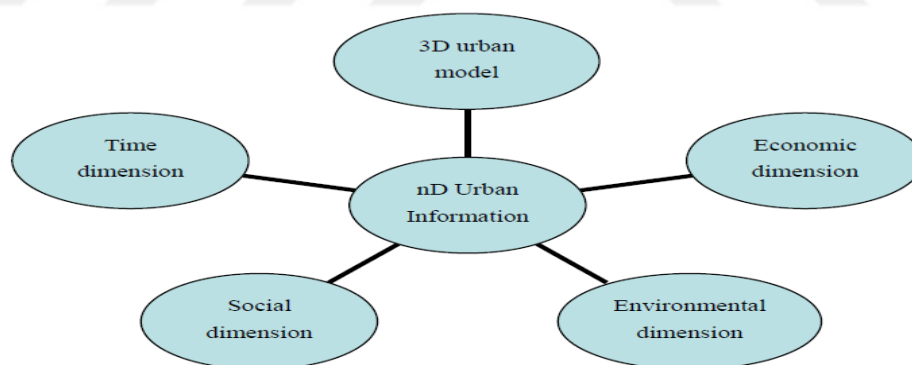 3D urban
model
Time
dimension
Economic
dimension
nD Urban
Information
Social
dimension
Environmental
dimension